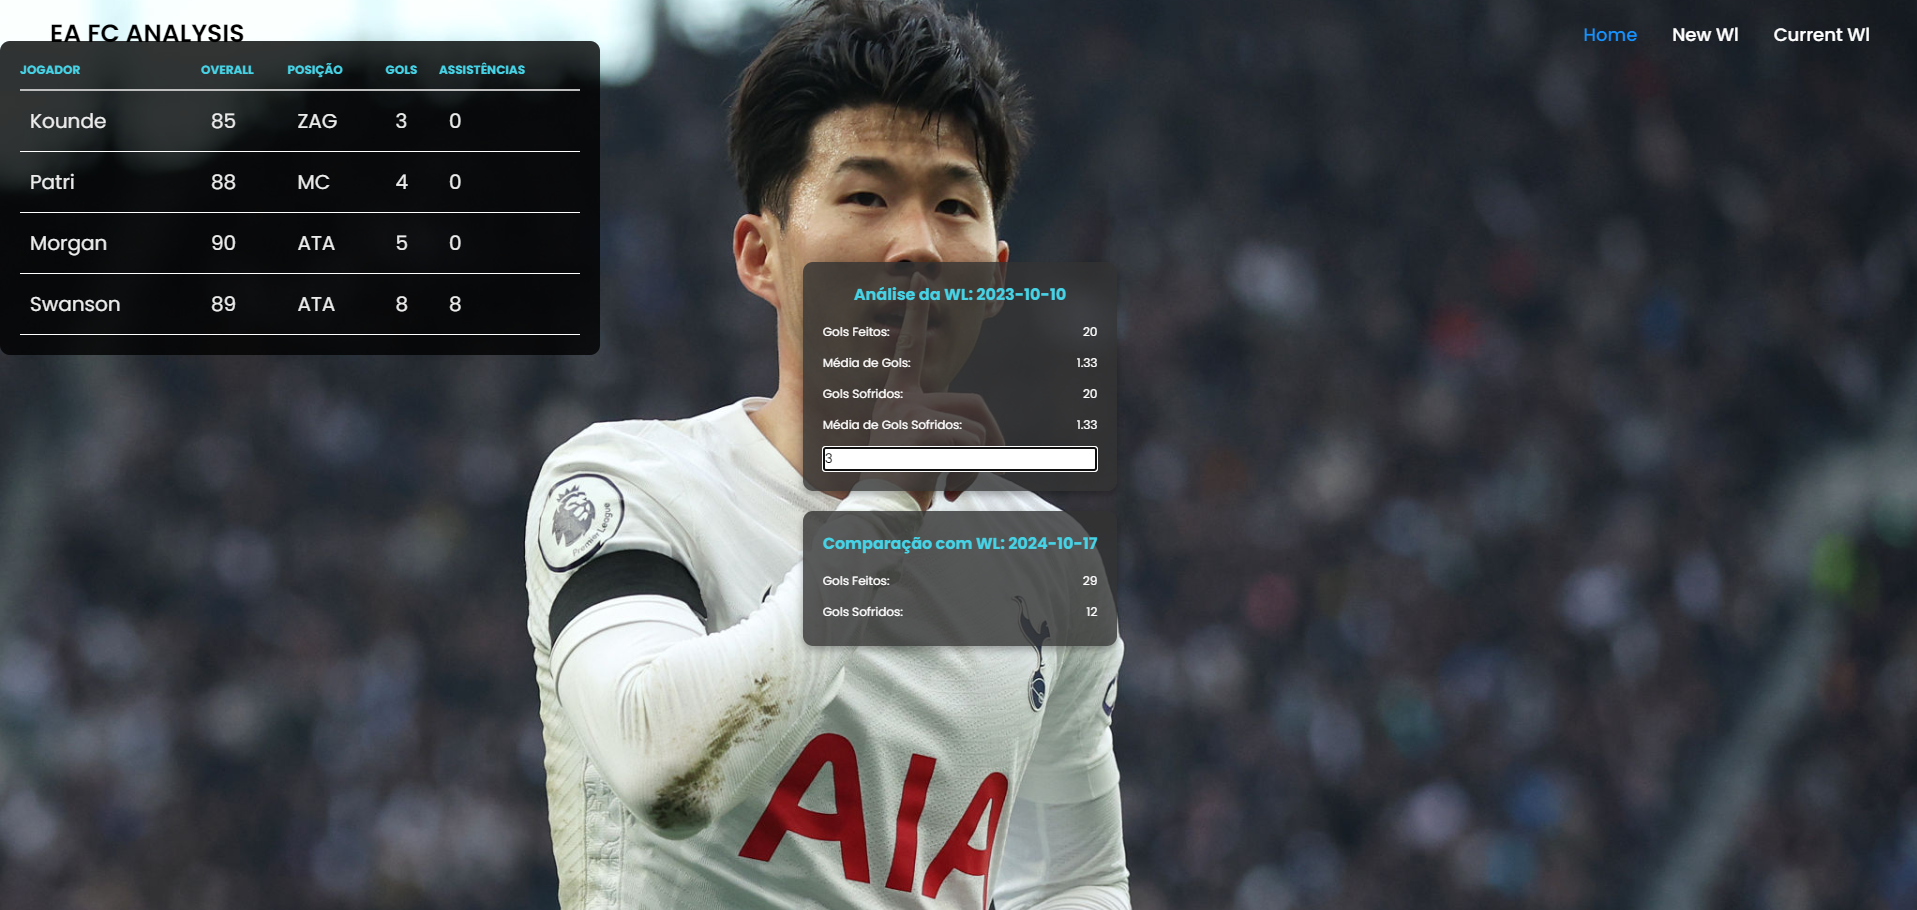 EA FC ANALYSIS
Home New Wl Current Wl
JOGADOR OVERALL POSIÇÃO GOLS ASSISTÊNCIAS
Kounde 85 ZAG 3 0
Patri 88 MC 4 0
Morgan 90 ATA 5 0
Swanson 89 ATA 8 8
Análise da WL: 2023-10-10
Gols Feitos: 20
Média de Gols: 1.33
Gols Sofridos: 20
Média de Gols Sofridos: 1.33
3
Comparação com WL: 2024-10-17
Gols Feitos: 29
Gols Sofridos: 12
Premier League
AIA